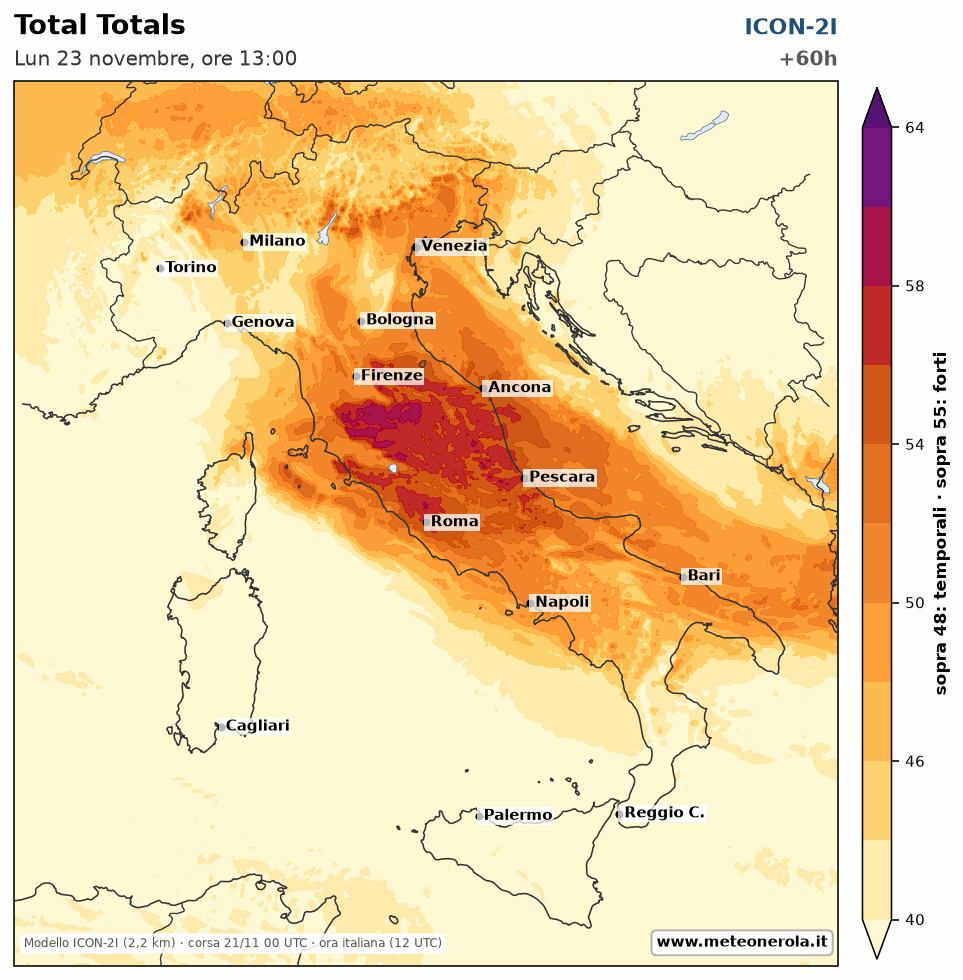 Total Totals
ICON-2I
Lun 23 novembre, ore 13:00
+60h
64
58
54
50
46
40
sopra 48: temporali · sopra 55: forti
Milano
Venezia
Torino
Genova
Bologna
Firenze
Ancona
Pescara
Roma
Bari
Napoli
Cagliari
Palermo
Reggio C.
Modello ICON-2I (2,2 km) · corsa 21/11 00 UTC · ora italiana (12 UTC)
www.meteonerola.it